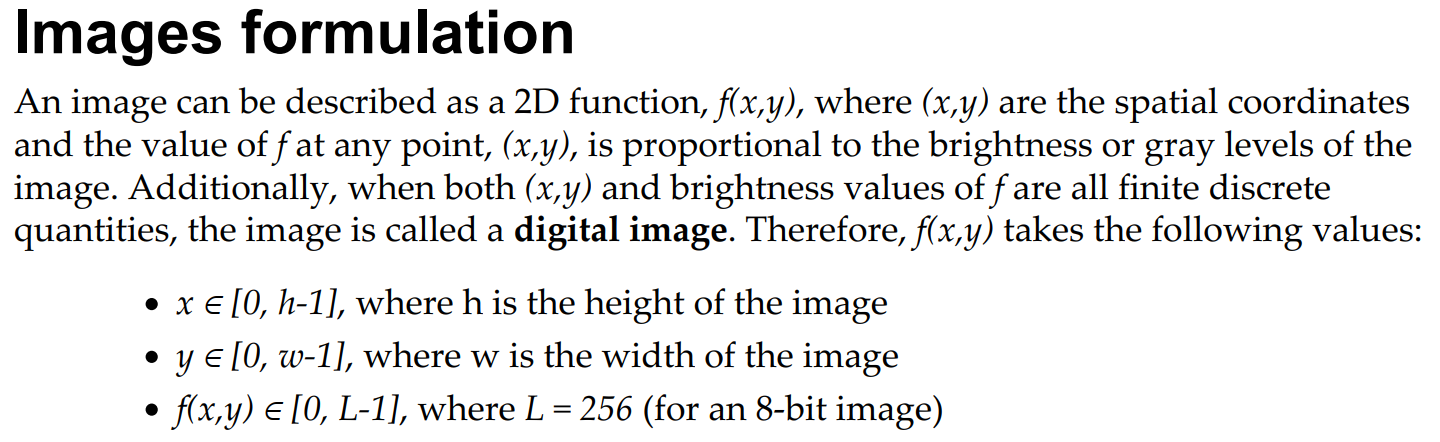 Images formulation
An image can be described as a 2D function, f(x,y), where (x,y) are the spatial coordinates
and the value of f at any point, (x,y), is proportional to the brightness or gray levels of the
image. Additionally, when both (x,y) and brightness values of f are all finite discrete
quantities, the image is called a digital image. Therefore, f(x,y) takes the following values:
• x ∈ [0, h-1], where h is the height of the image
• y ∈ [0, w-1], where w is the width of the image
• f(x,y) ∈ [0, L-1], where L = 256 (for an 8-bit image)